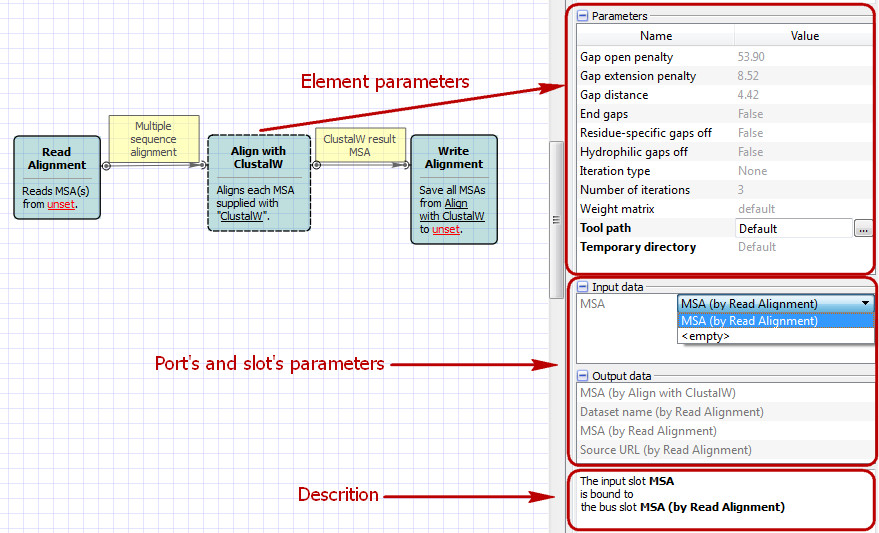 Element parameters
Multiple
sequence
alignment
ClustalW result
MSA
Read
Alignment
Reads MSA(s)
from unset.
Align with
ClustalW
Aligns each MSA
supplied with
"ClustalW".
Write
Alignment
Save all MSAs
from Align
with ClustalW
to unset.
Port's and slot's parameters
Descrition
Parameters
Name Value
Gap open penalty 53.90
Gap extension penalty 8.52
Gap distance 4.42
End gaps False
Residue-specific gaps off False
Hydrophilic gaps off False
Iteration type None
Number of iterations 3
Weight matrix default
Tool path Default ...
Temporary directory Default
Input data
MSA MSA (by Read Alignment)
MSA (by Read Alignment)
<empty>
Output data
MSA (by Align with ClustalW)
Dataset name (by Read Alignment)
MSA (by Read Alignment)
Source URL (by Read Alignment)
The input slot MSA
is bound to
the bus slot MSA (by Read Alignment)